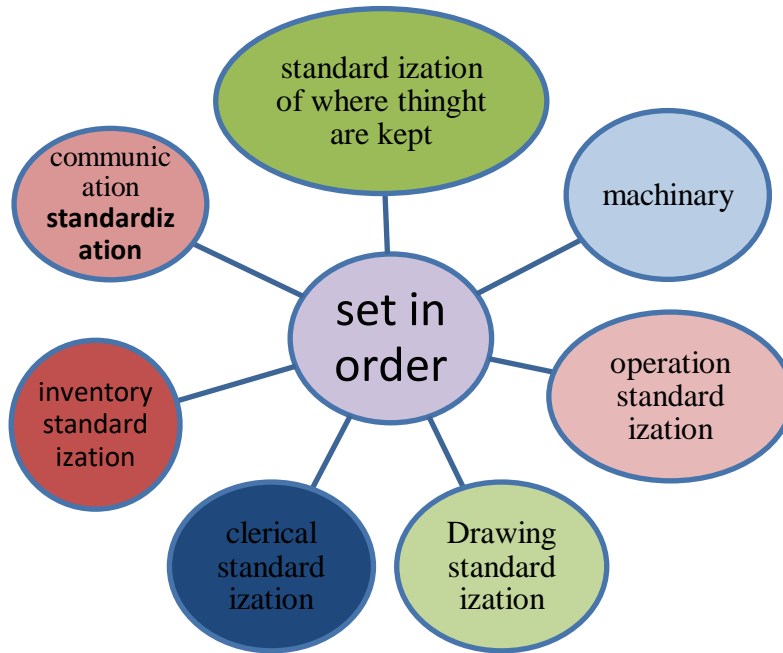 standard ization
of where thinght
are kept
communic
ation
standardiz
ation
machinary
set in
order
operation
standard
ization
inventory
standard
ization
clerical
standard
ization
Drawing
standard
ization